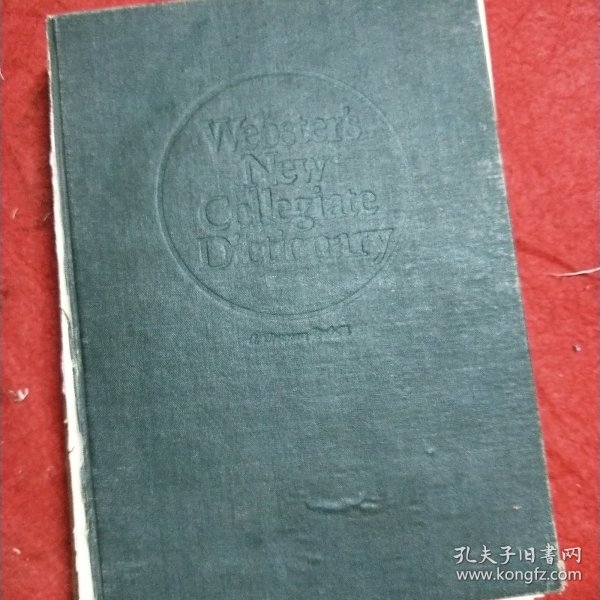 Webster's
New
Collegiate
Dictionary
孔夫子旧书网
www.kongfz.com